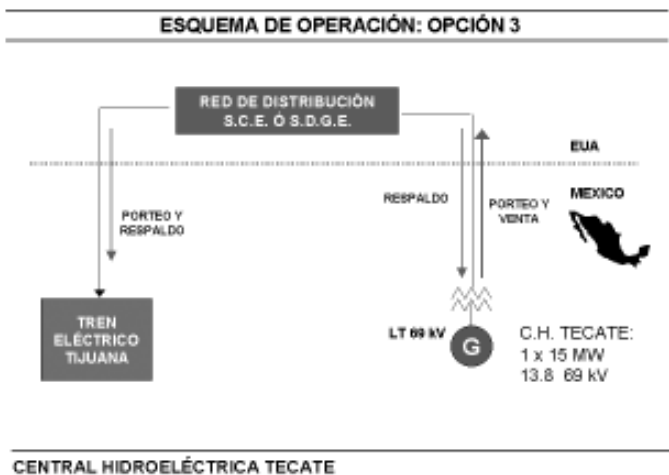 ESQUEMA DE OPERACIÓN: OPCIÓN 3
RED DE DISTRIBUCIÓN
S.C.E. Ó S.D.G.E.
EUA
MEXICO
PORTEO Y
RESPALDO
RESPALDO
PORTEO Y
VENTA
TREN
ELÉCTRICO
TIJUANA
LT 69 kV
G
C.H. TECATE:
1 x 15 MW
13.8 69 kV
CENTRAL HIDROELÉCTRICA TECATE